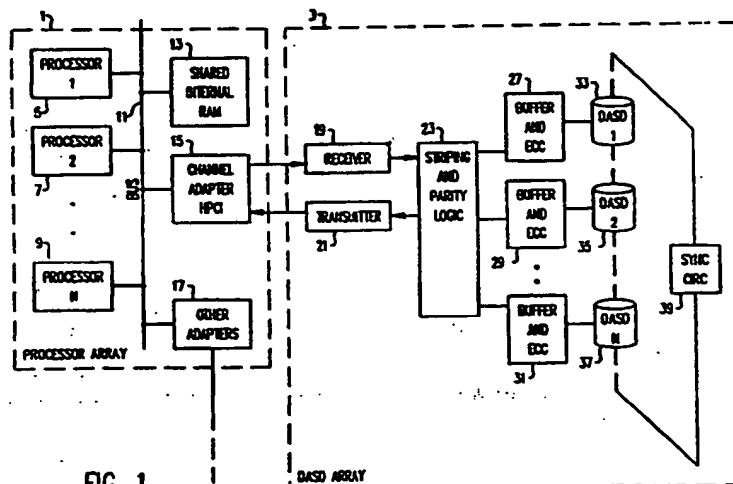 1
PROCESSOR
1
5
PROCESSOR
2
7
9
PROCESSOR
N
11
BUS
13
SHARED
INTERNAL
RAM
15
CHANNEL
ADAPTER
HPCI
17
OTHER
ADAPTERS
PROCESSOR ARRAY
3
19
RECEIVER
TRANSMITTER
21
23
STRIPING
AND
PARITY
LOGIC
27
BUFFER
AND
ECC
BUFFER
AND
ECC
29
BUFFER
AND
ECC
31
33
DASD
1
DASD
2
35
DASD
N
37
SYNC
CIRC
39
FIG. 1
DASD ARRAY